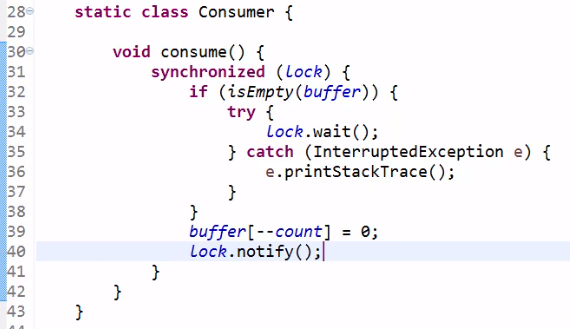 28 static class Consumer {
29
30 void consume() {
31 synchronized (lock) {
32 if (isEmpty(buffer)) {
33 try {
34 lock.wait();
35 } catch (InterruptedException e) {
36 e.printStackTrace();
37 }
38 }
39 buffer[--count] = 0;
40 lock.notify();
41 }
42 }
43 }